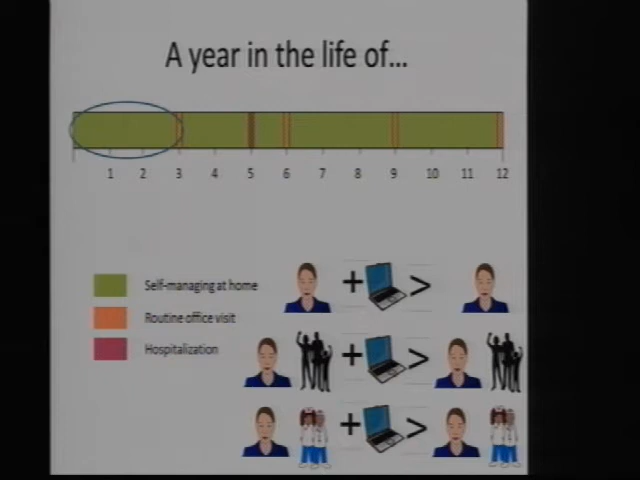 A year in the life of...
1 2 3 4 5 6 7 8 9 10 11 12
Self-managing at home
Routine office visit
Hospitalization
+ >
+ >
+ >